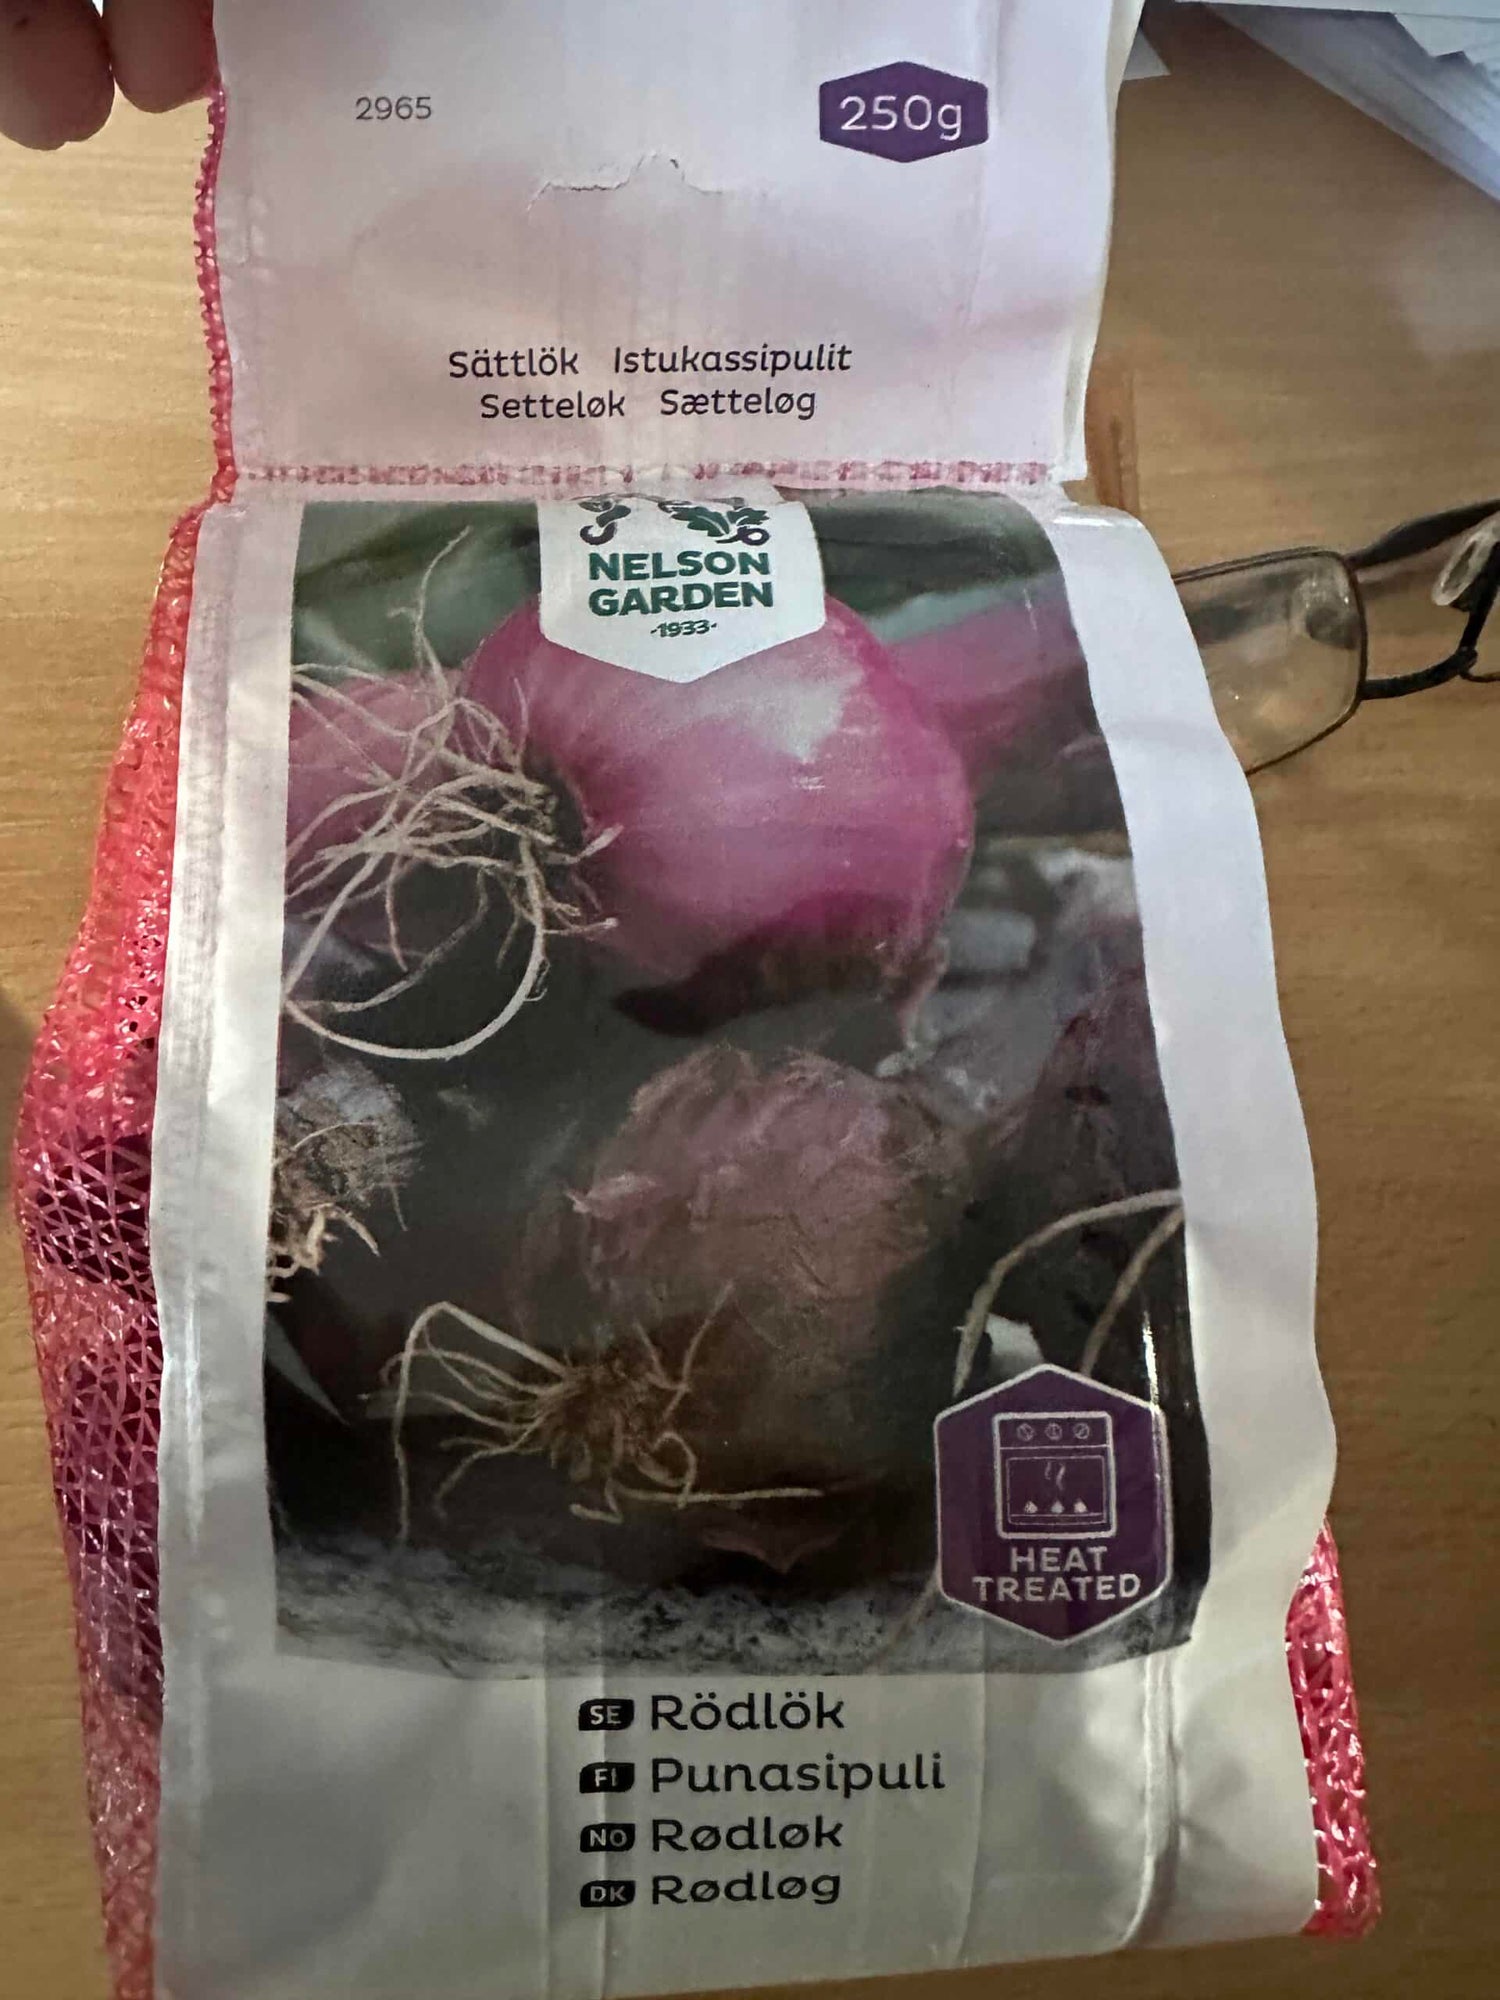 2965
250g
Sättlök Istukassipulit
Setteløk Sætteløg
NELSON
GARDEN
·1933·
HEAT
TREATED
SE Rödlök
FI Punasipuli
NO Rødløk
DK Rødløg